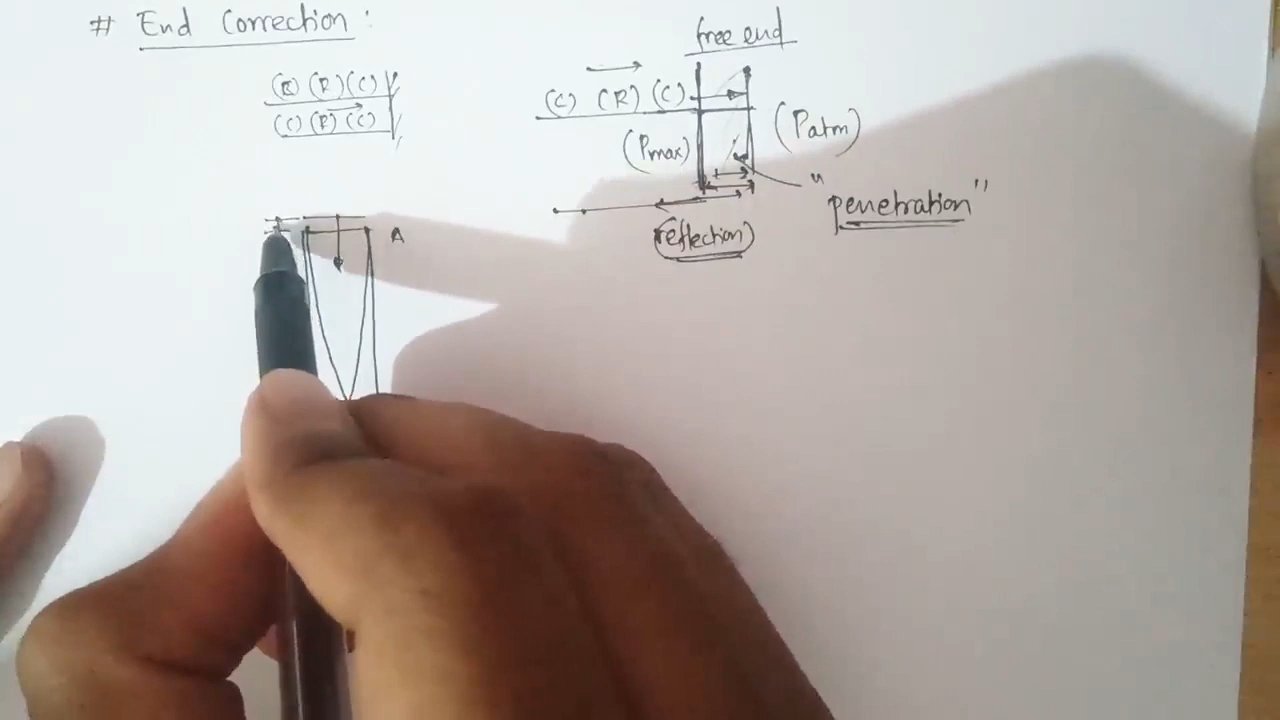 # End Correction :
free end
(R) (R) (C)
(C) (R) (C)
(C) (R) (C)
(Patm)
(Pmax)
"penetration"
(reflection)
A